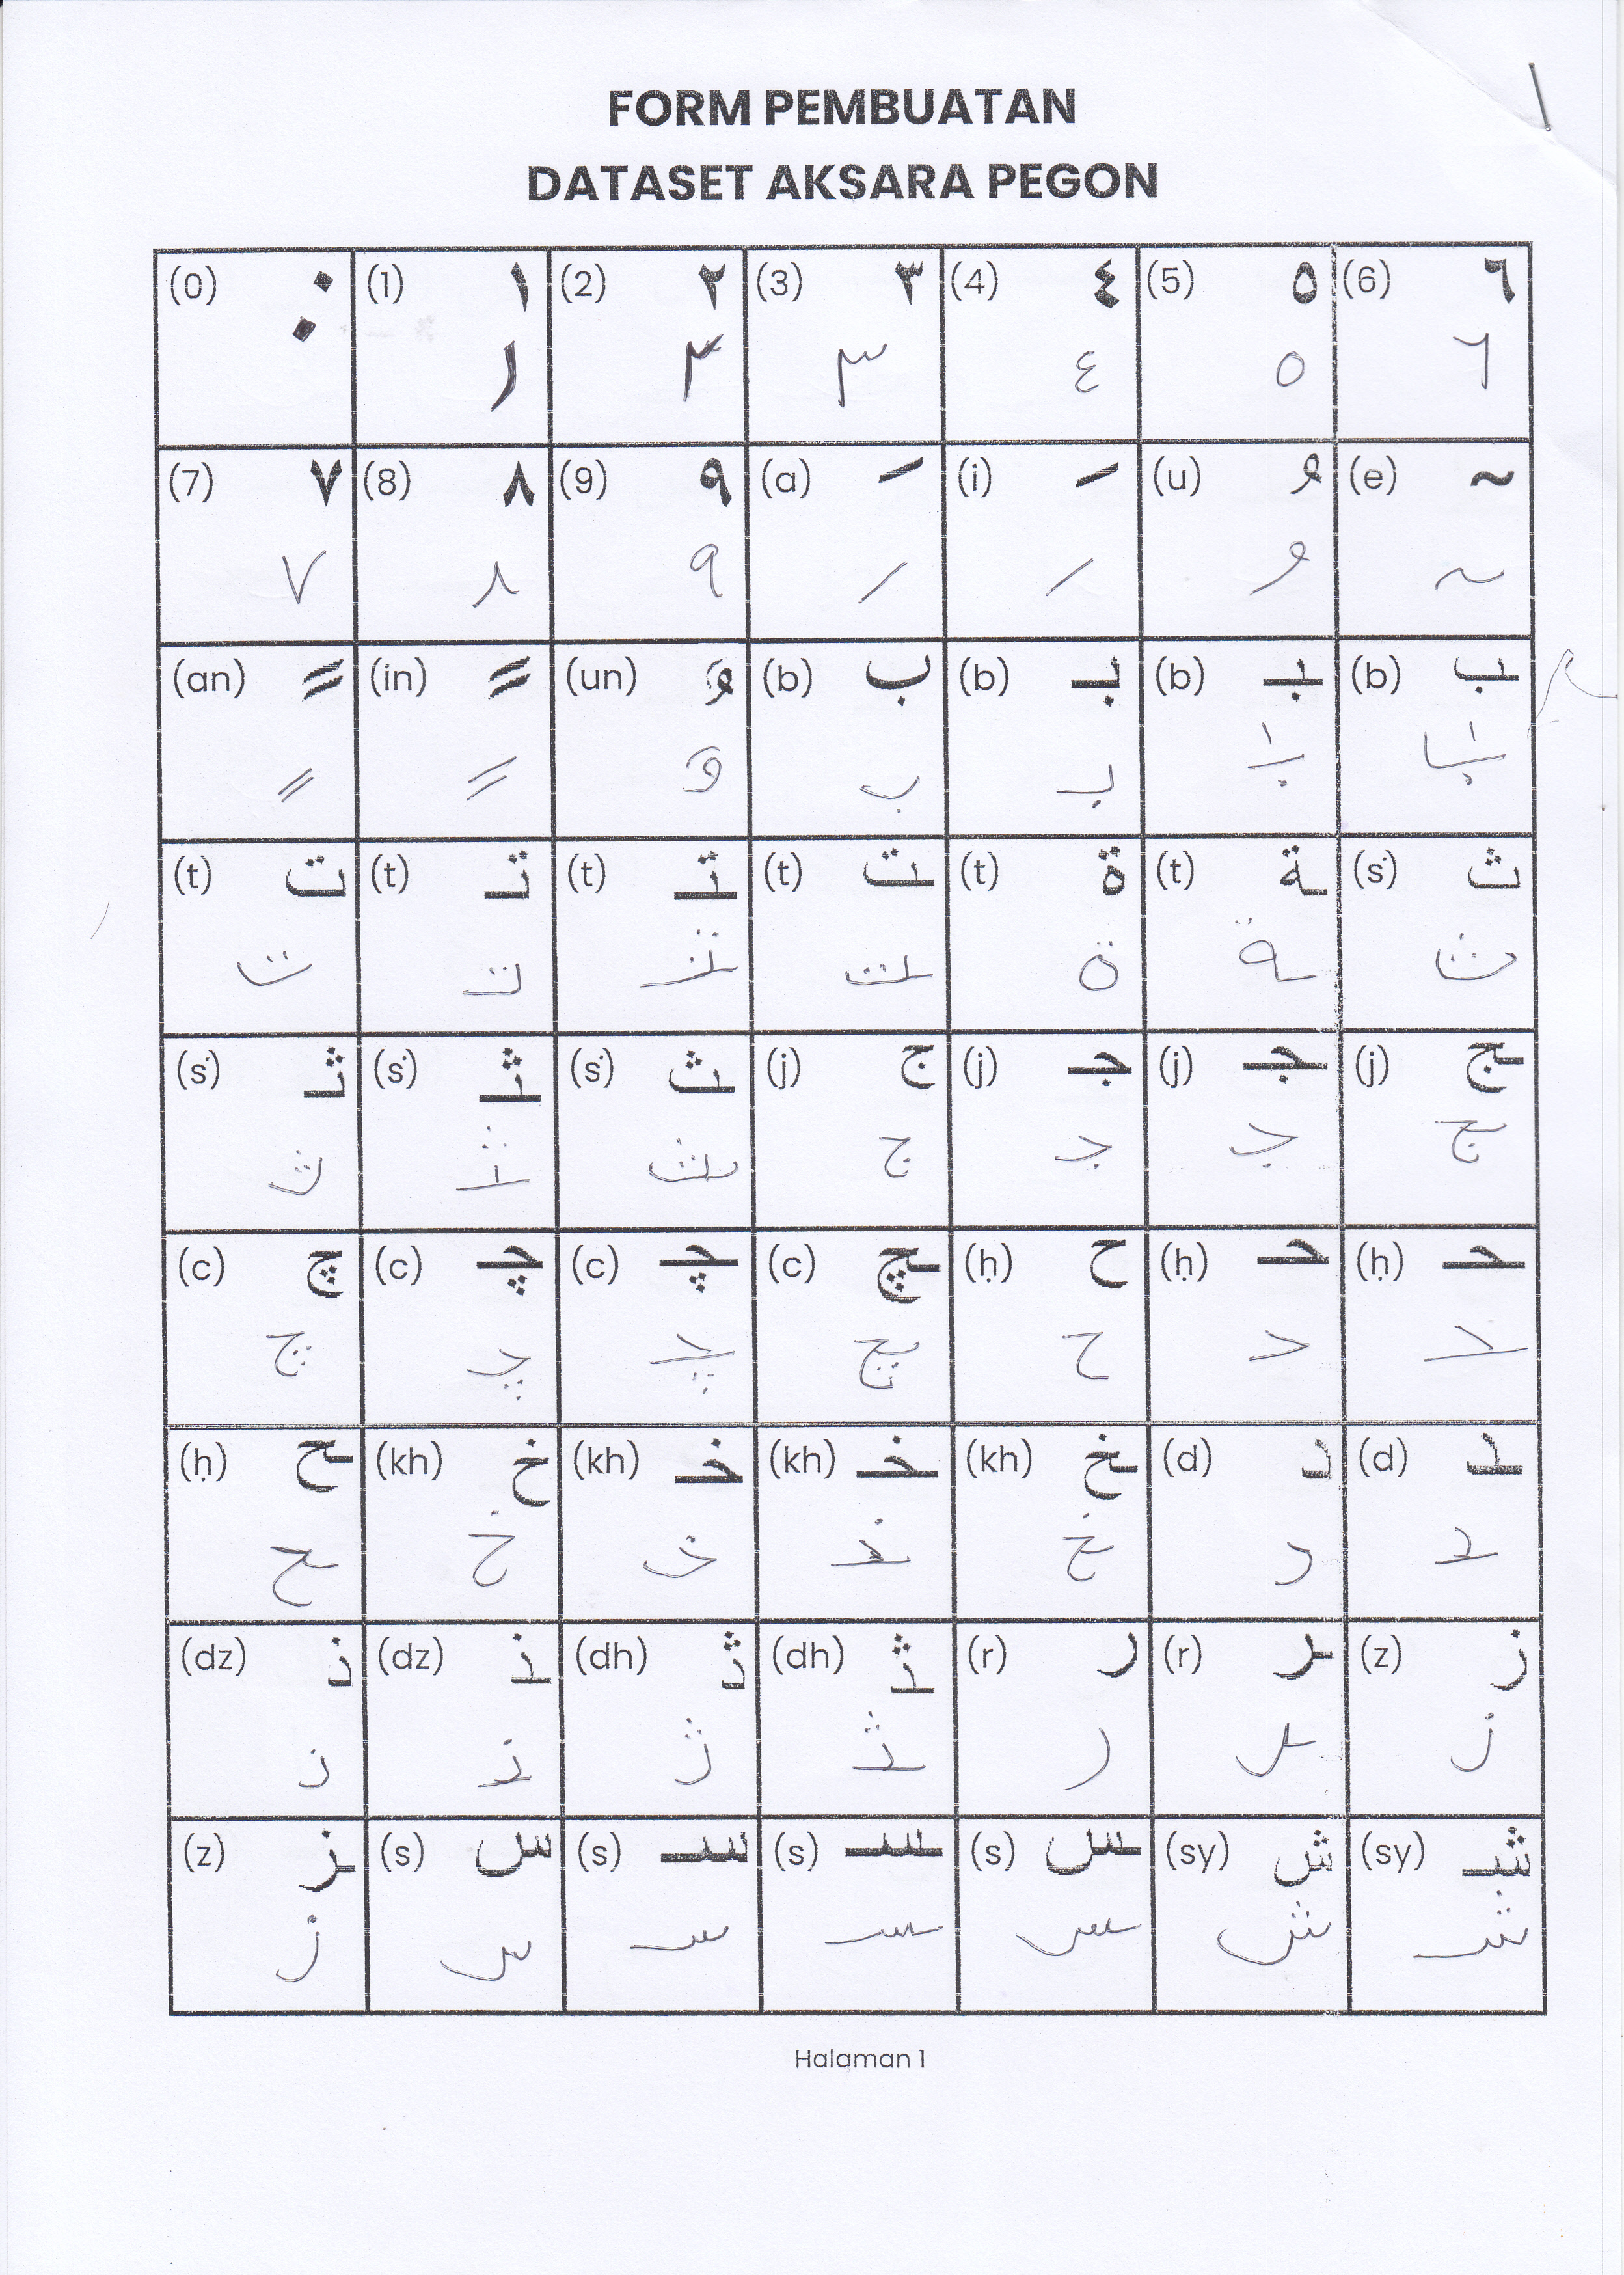 FORM PEMBUATAN
DATASET AKSARA PEGON
(0) ٠ (1) ١ (2) ٢ (3) ٣ (4) ٤ (5) ٥ (6) ٦
٠ ١ ٢ ٣ ٤ ٥ ٦
(7) ٧ (8) ٨ (9) ٩ (a) ـَ (i) ـِ (u) ـُ (e) ~
٧ ٨ ٩ ـَ ـِ ـُ ~
(an) ـً (in) ـٍ (un) ـٌ (b) ب (b) بـ (b) ـبـ (b) ـب
ـً ـٍ ـٌ ب بـ ـبـ ـب
(t) ت (t) تـ (t) ـتـ (t) ـت (t) ة (t) ـة (ṡ) ث
ت تـ ـتـ ـت ة ـة ث
(ṡ) ثـ (ṡ) ـثـ (ṡ) ـث (j) ج (j) جـ (j) ـجـ (j) ـج
ثـ ـثـ ـث ج جـ ـجـ ـج
(c) چ (c) چـ (c) ـچـ (c) ـچ (ḥ) ح (ḥ) حـ (ḥ) ـحـ
چ چـ ـچـ ـچ ح حـ ـحـ
(ḥ) ـح (kh) خ (kh) خـ (kh) ـخـ (kh) ـخ (d) د (d) ـد
ـح خ خـ ـخـ ـخ د ـد
(dz) ذ (dz) ـذ (dh) ڎ (dh) ـڎ (r) ر (r) ـر (z) ز
ذ ـذ ڎ ـڎ ر ـر ز
(z) ـز (s) س (s) سـ (s) ـسـ (s) ـس (sy) ش (sy) شـ
ز س سـ ـسـ ـس ش شـ
Halaman 1